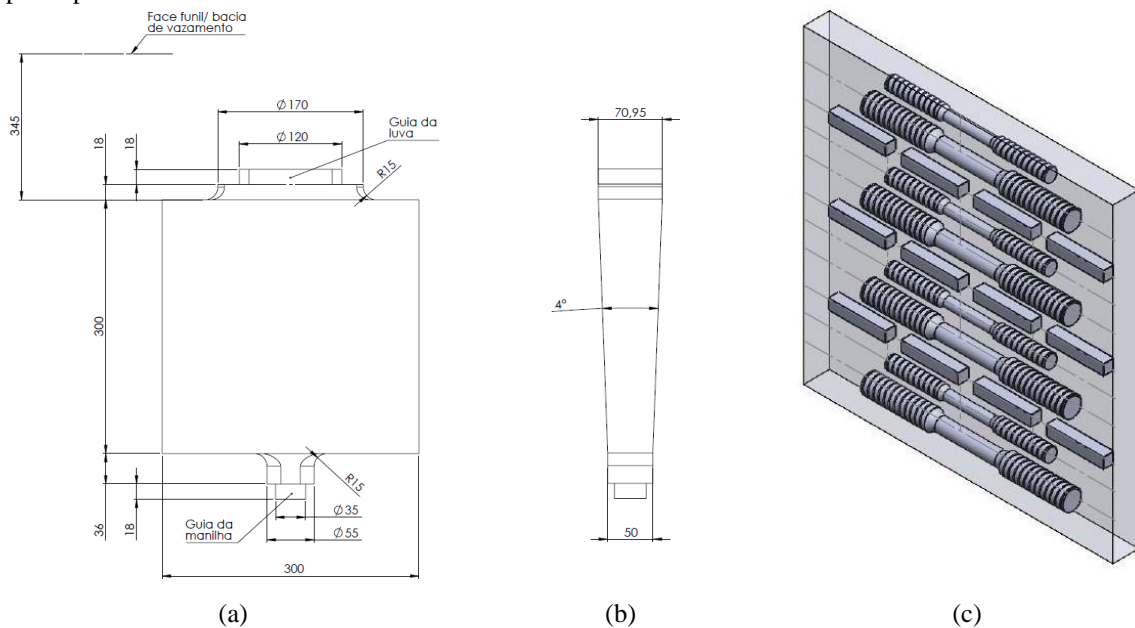 Face funil/ bacia
de vazamento
345
18
18
Ø170
Ø120
Guia da
luva
R15
300
R15
36
18
Guia da
manilha
Ø35
Ø55
300
70,95
4°
50
(a)
(b)
(c)